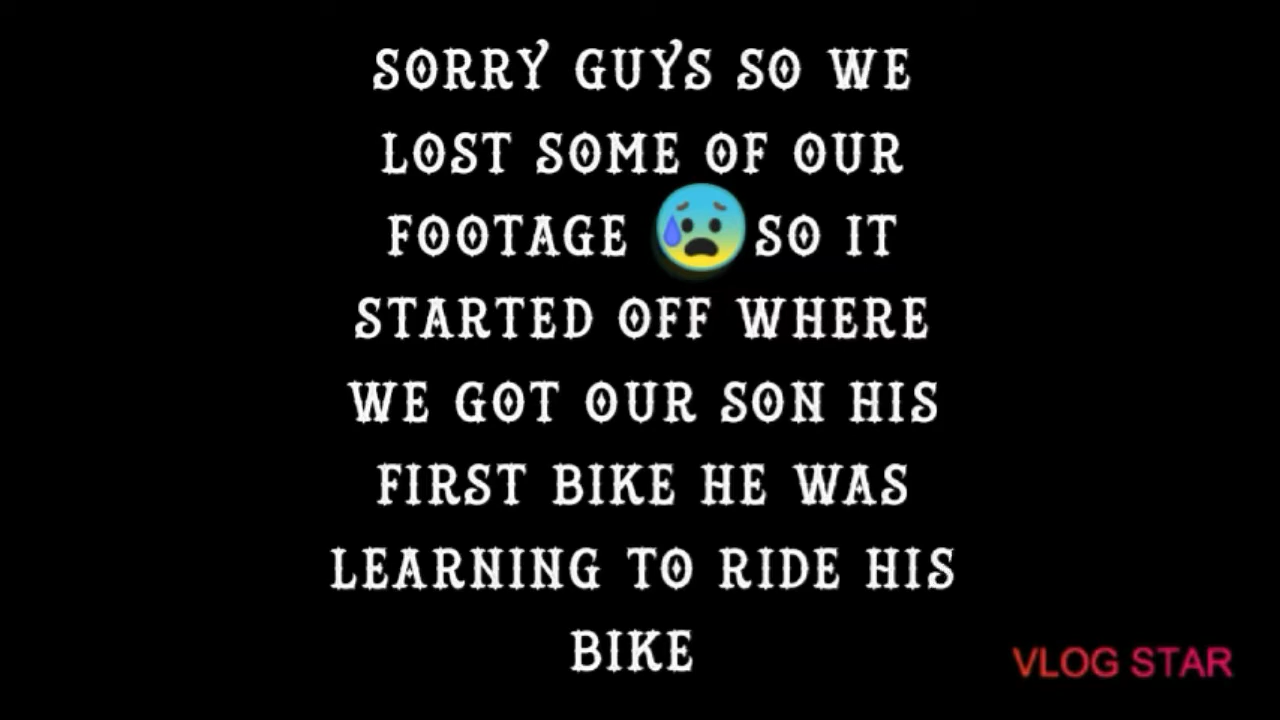 SORRY GUYS SO WE
LOST SOME OF OUR
FOOTAGE 😰SO IT
STARTED OFF WHERE
WE GOT OUR SON HIS
FIRST BIKE HE WAS
LEARNING TO RIDE HIS
BIKE
VLOG STAR